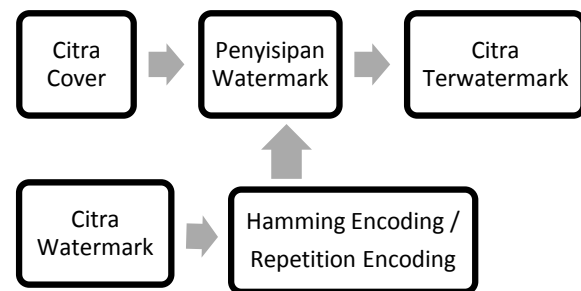 Citra
Cover
Penyisipan
Watermark
Citra
Terwatermark
Citra
Watermark
Hamming Encoding /
Repetition Encoding